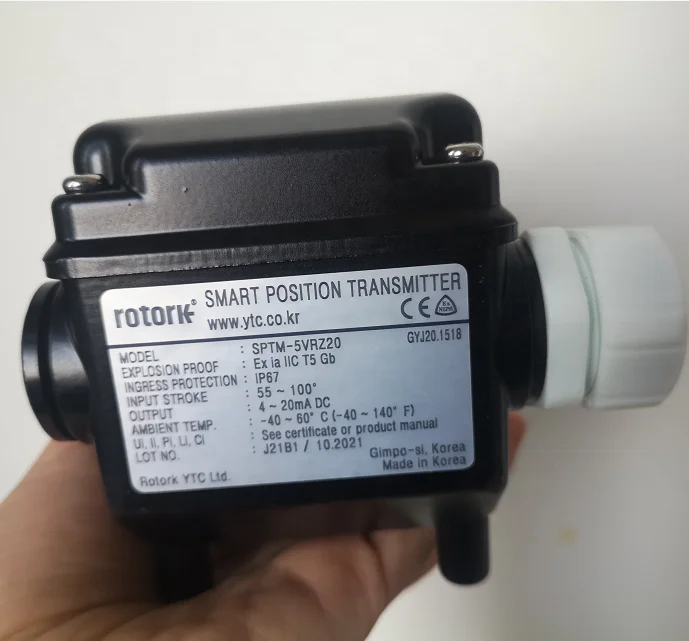 rotork SMART POSITION TRANSMITTER
www.ytc.co.kr CE Ex NEPSI
GYJ20.1518
MODEL : SPTM-5VRZ20
EXPLOSION PROOF : Ex ia IIC T5 Gb
INGRESS PROTECTION : IP67
INPUT STROKE : 55 ~ 100°
OUTPUT : 4 ~ 20mA DC
AMBIENT TEMP. : -40 ~ 60° C (-40 ~ 140° F)
Ui, Ii, Pi, Li, Ci : See certificate or product manual
LOT NO. : J21B1 / 10.2021
Gimpo-si, Korea
Rotork YTC Ltd. Made in Korea